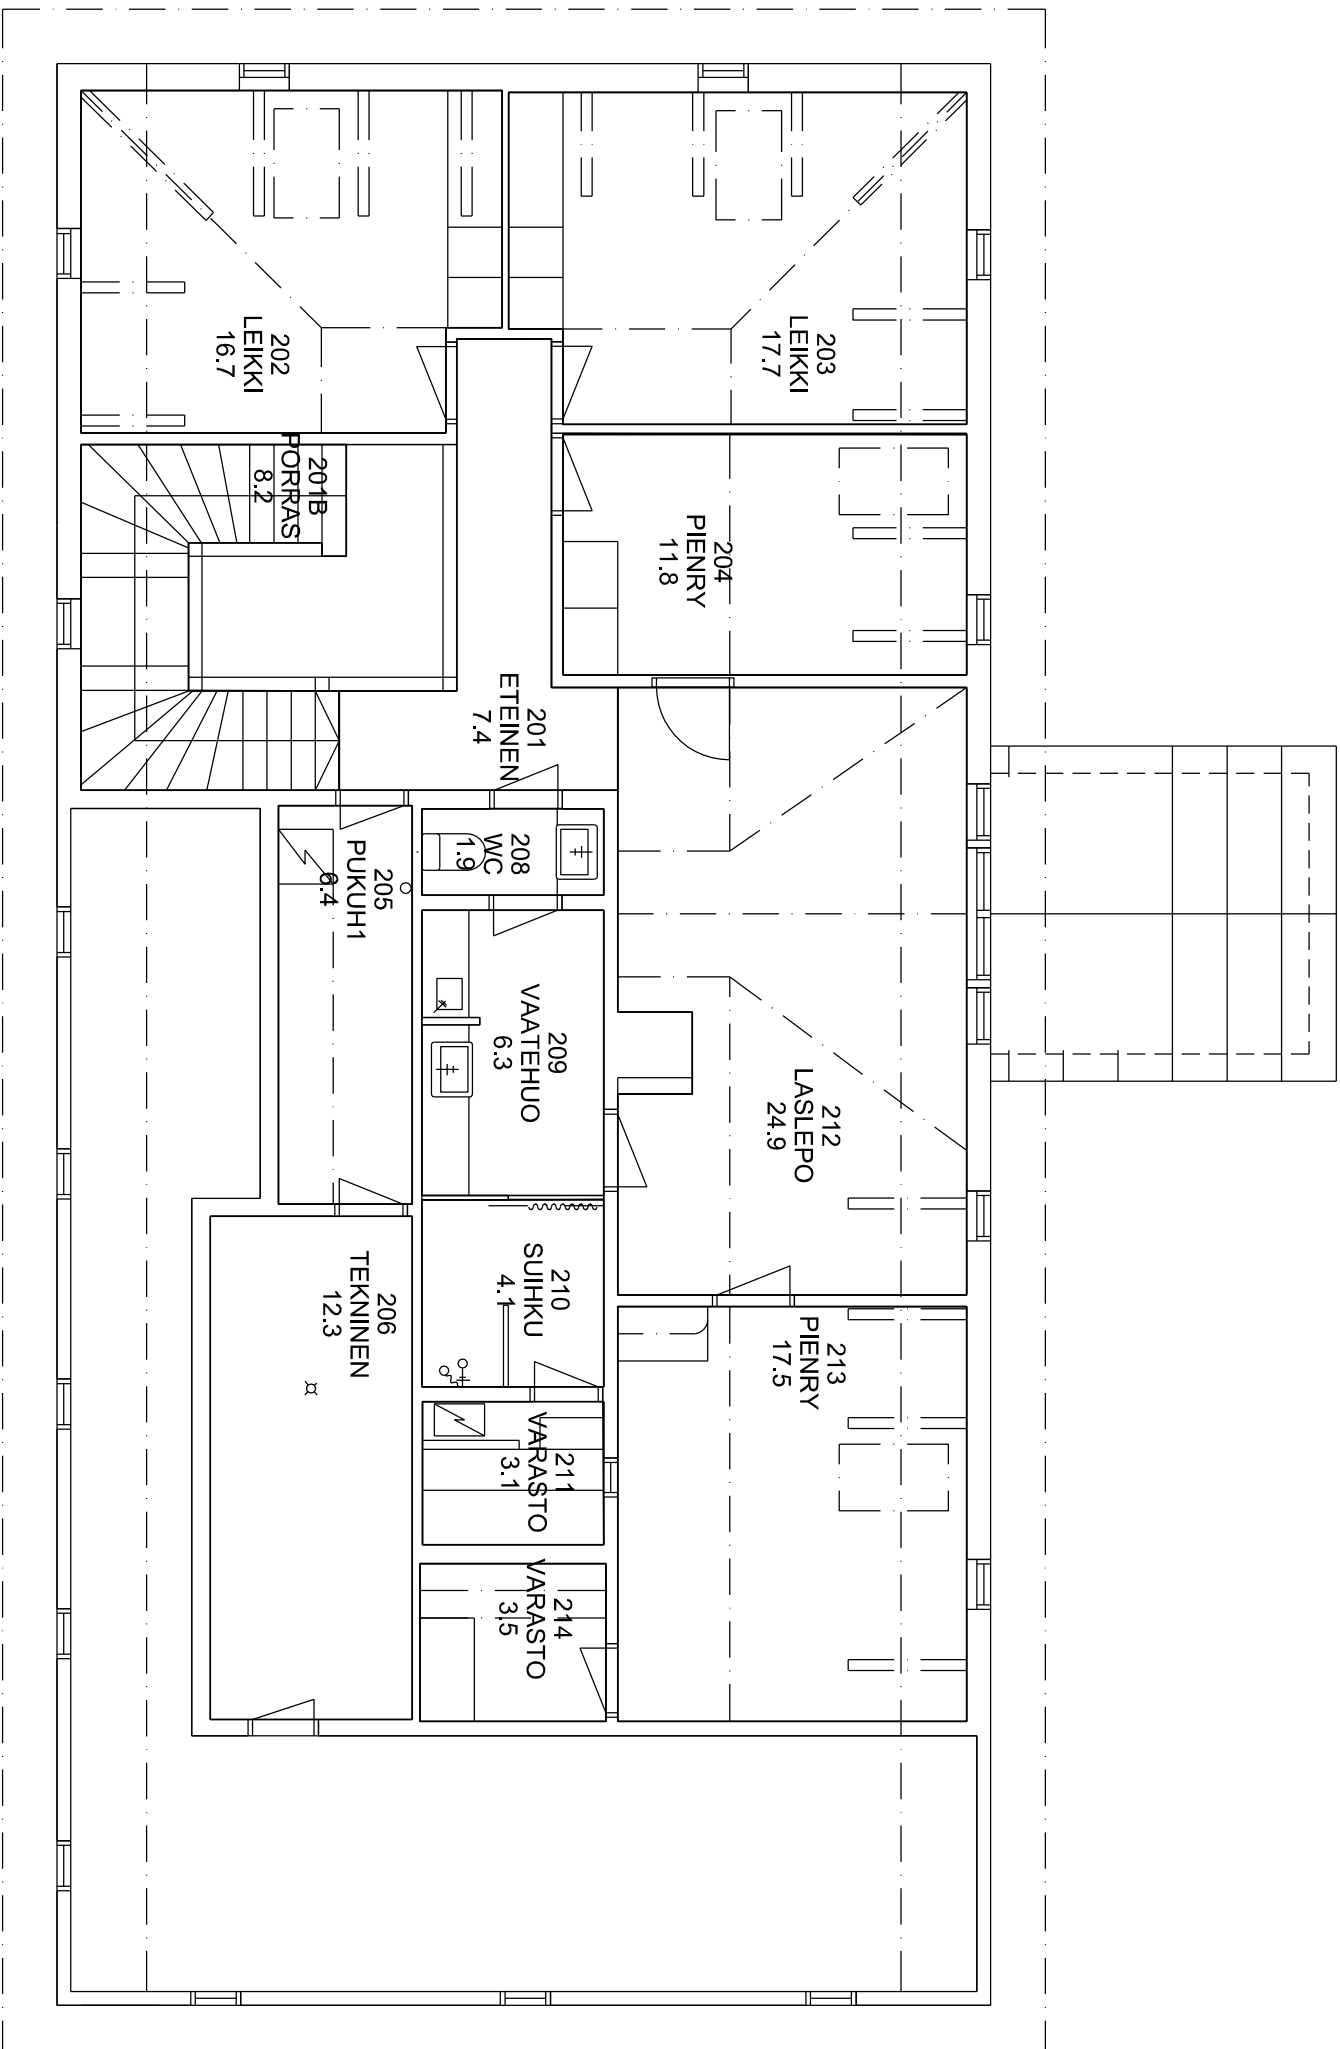 202
LEIKKI
16.7
203
LEIKKI
17.7
201B
PORRAS
8.2
204
PIENRY
11.8
201
ETEINEN
7.4
205
PUKUH1
6.4
208
WC
1.9
209
VAATEHUO
6.3
212
LASLEPO
24.9
206
TEKNINEN
12.3
210
SUIHKU
4.1
213
PIENRY
17.5
211
VARASTO
3.1
214
VARASTO
3.5